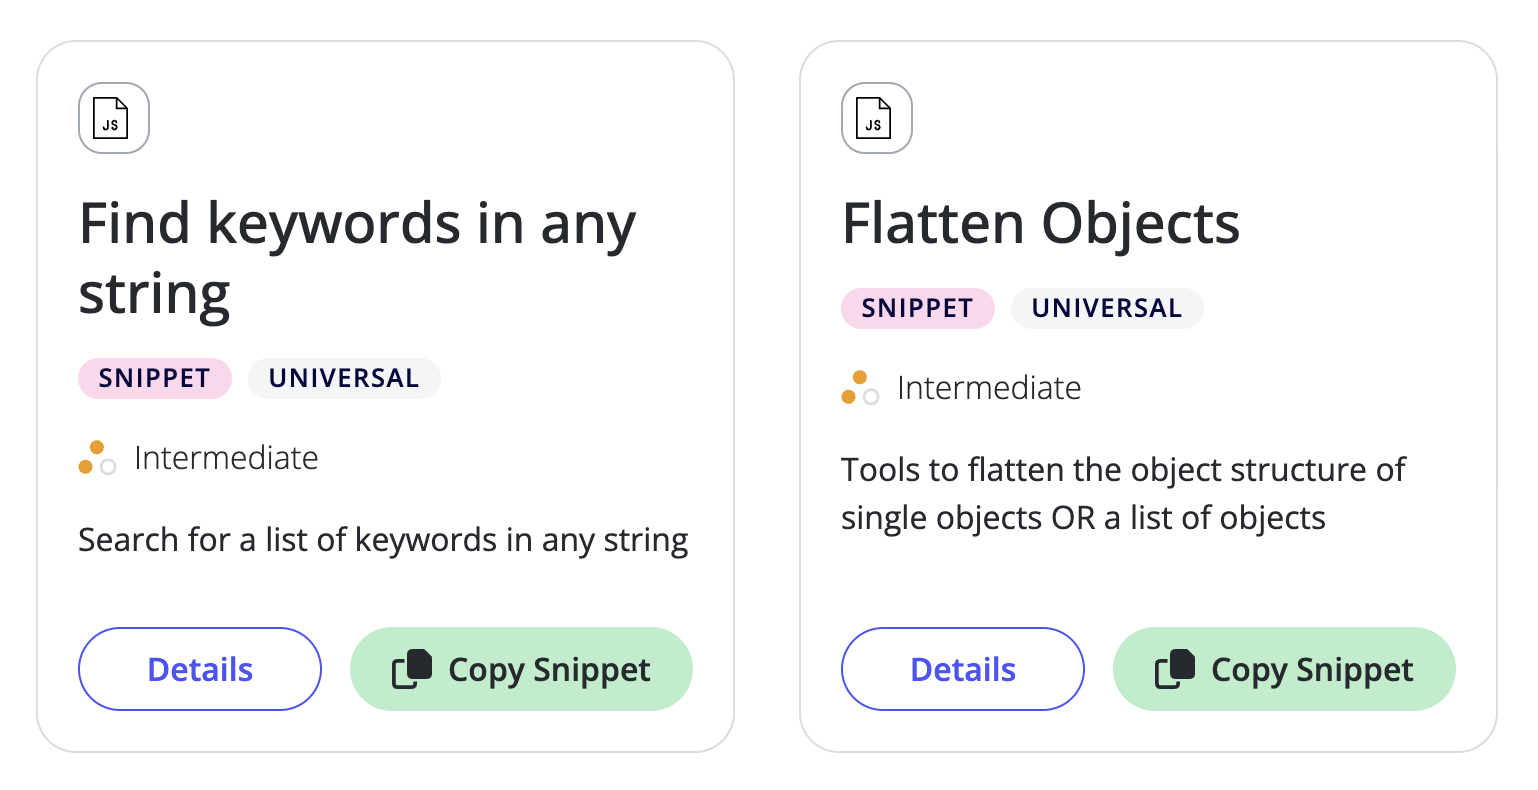 JS
Find keywords in any
string
SNIPPET UNIVERSAL
Intermediate
Search for a list of keywords in any string
Details Copy Snippet
JS
Flatten Objects
SNIPPET UNIVERSAL
Intermediate
Tools to flatten the object structure of
single objects OR a list of objects
Details Copy Snippet